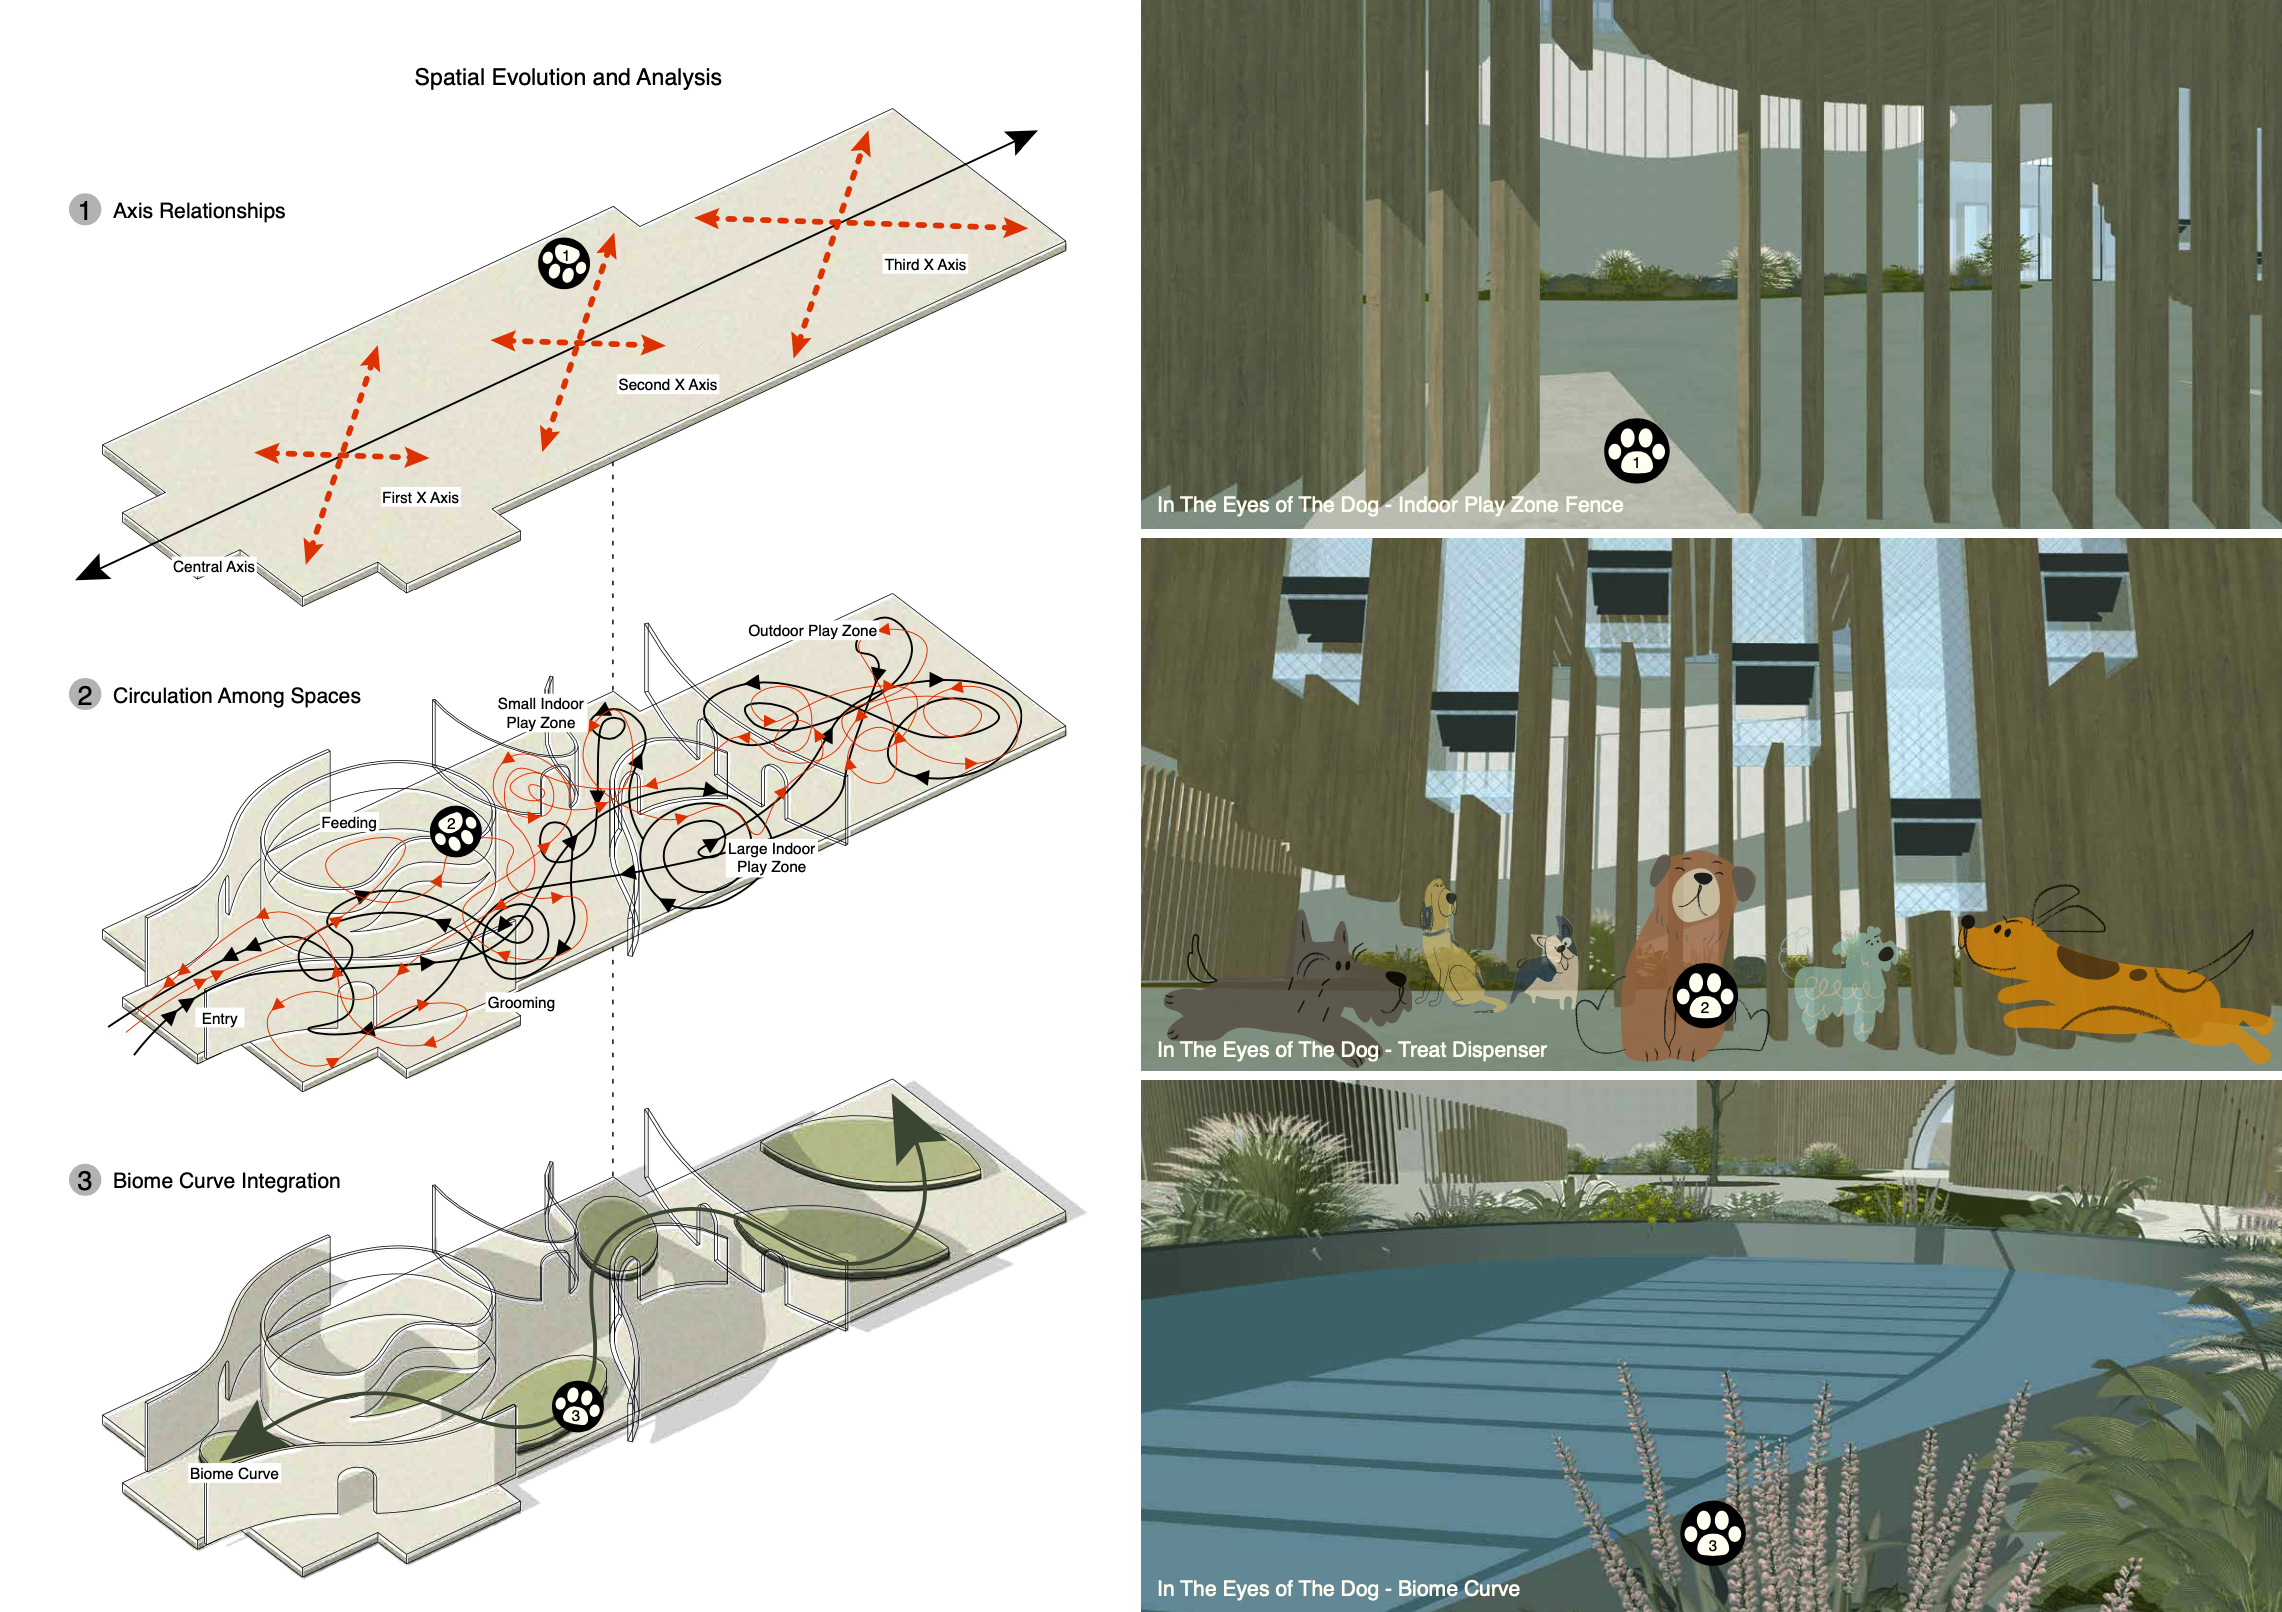 Spatial Evolution and Analysis
1 Axis Relationships
1
Third X Axis
Second X Axis
First X Axis
Central Axis
2 Circulation Among Spaces
Outdoor Play Zone
Small Indoor
Play Zone
Feeding
2
Large Indoor
Play Zone
Grooming
Entry
3 Biome Curve Integration
3
Biome Curve
1
In The Eyes of The Dog - Indoor Play Zone Fence
2
In The Eyes of The Dog - Treat Dispenser
3
In The Eyes of The Dog - Biome Curve